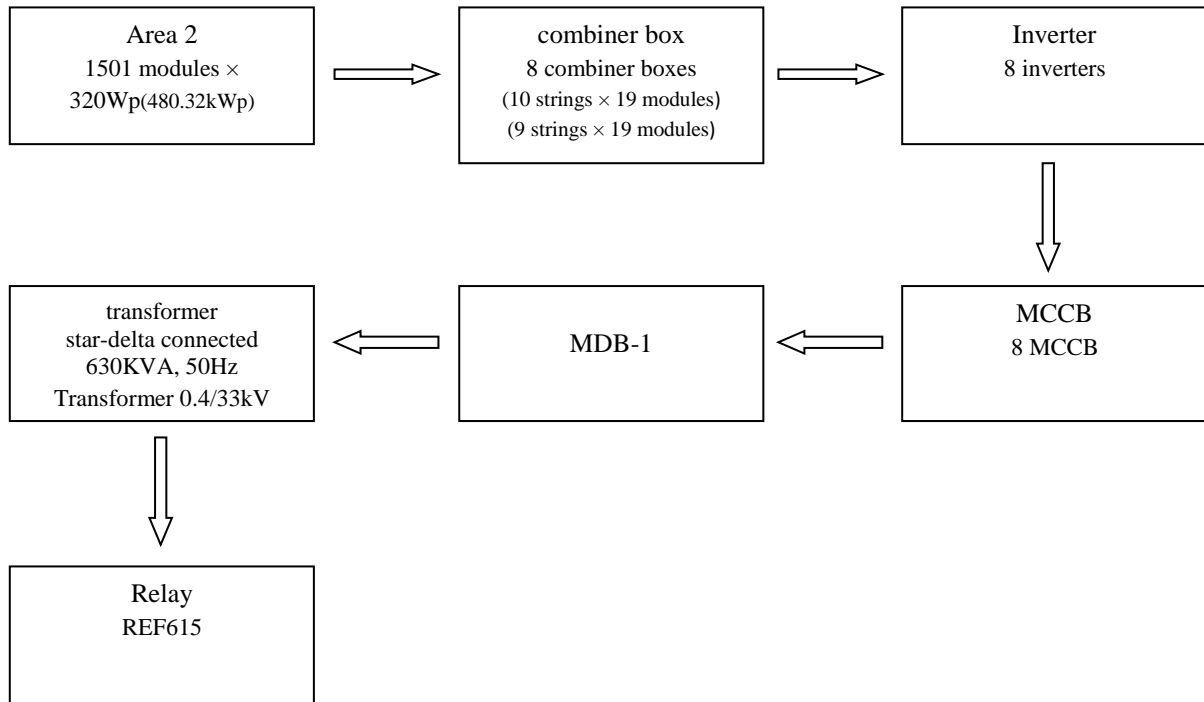 Area 2
1501 modules ×
320Wp(480.32kWp)
combiner box
8 combiner boxes
(10 strings × 19 modules)
(9 strings × 19 modules)
Inverter
8 inverters
MCCB
8 MCCB
MDB-1
transformer
star-delta connected
630KVA, 50Hz
Transformer 0.4/33kV
Relay
REF615